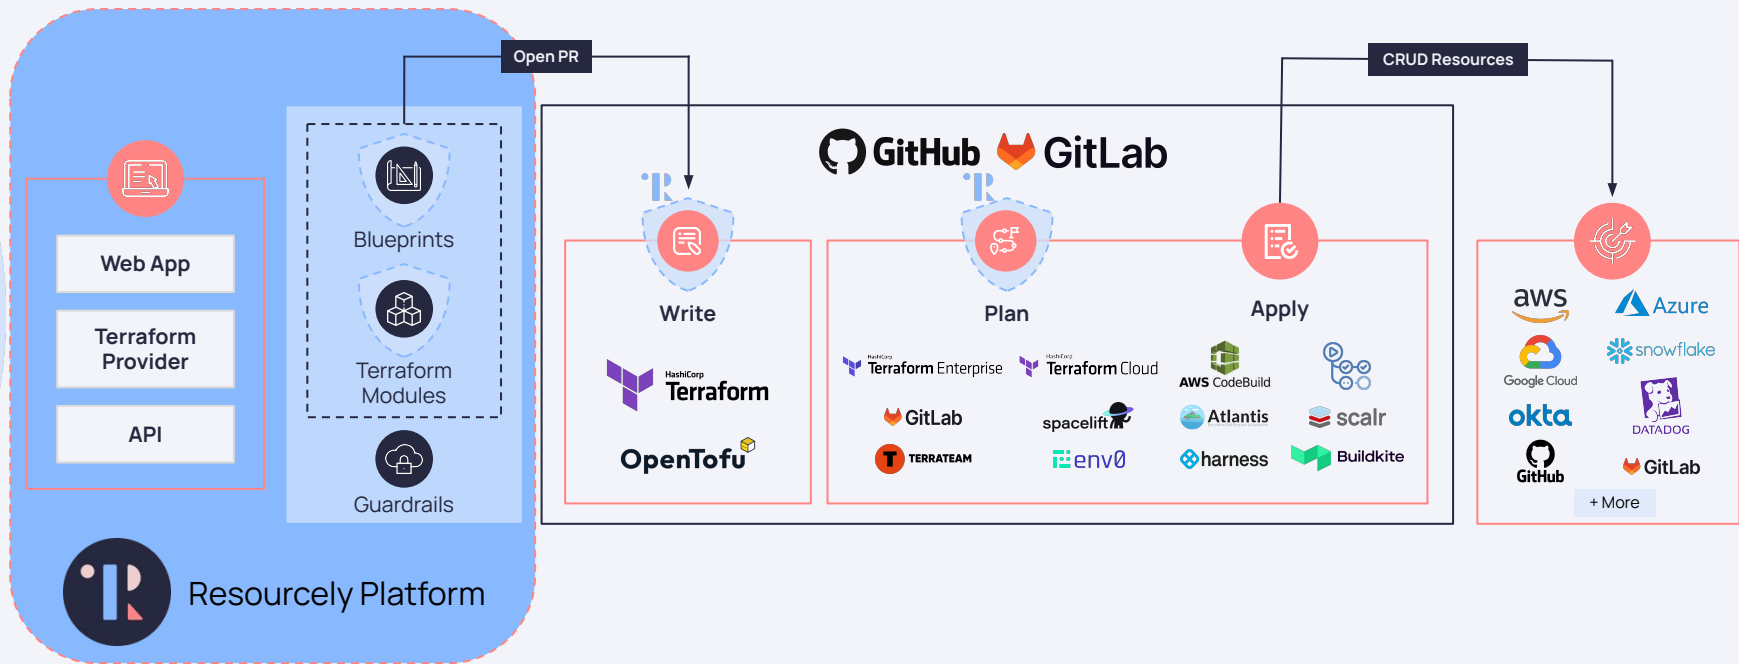 Open PR
CRUD Resources
Web App
Terraform
Provider
API
Blueprints
Terraform
Modules
Guardrails
Resourcely Platform
GitHub
GitLab
Write
HashiCorp
Terraform
OpenTofu
Plan
Apply
HashiCorp
Terraform Enterprise
HashiCorp
Terraform Cloud
AWS CodeBuild
GitLab
spacelift
Atlantis
scalr
TERRATEAM
env0
harness
Buildkite
aws
Azure
Google Cloud
snowflake
okta
DATADOG
GitHub
GitLab
+ More